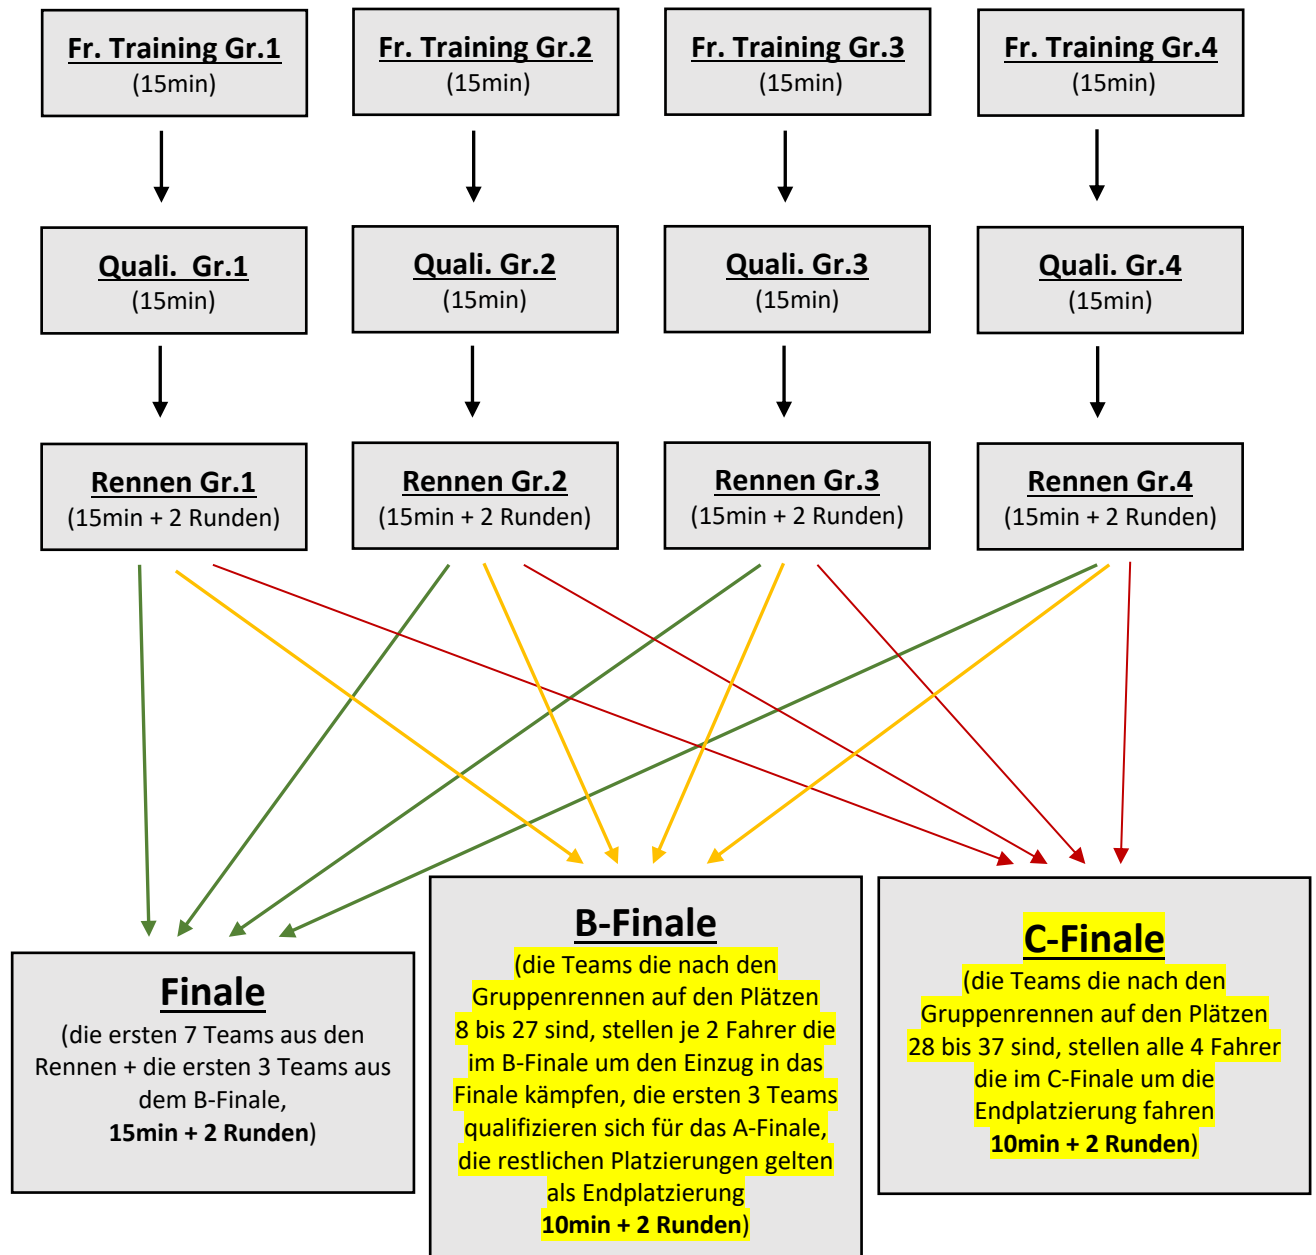 Fr. Training Gr.1
(15min)
Fr. Training Gr.2
(15min)
Fr. Training Gr.3
(15min)
Fr. Training Gr.4
(15min)
Quali. Gr.1
(15min)
Quali. Gr.2
(15min)
Quali. Gr.3
(15min)
Quali. Gr.4
(15min)
Rennen Gr.1
(15min + 2 Runden)
Rennen Gr.2
(15min + 2 Runden)
Rennen Gr.3
(15min + 2 Runden)
Rennen Gr.4
(15min + 2 Runden)
Finale
(die ersten 7 Teams aus den
Rennen + die ersten 3 Teams aus
dem B-Finale,
15min + 2 Runden)
B-Finale
(die Teams die nach den
Gruppenrennen auf den Plätzen
8 bis 27 sind, stellen je 2 Fahrer die
im B-Finale um den Einzug in das
Finale kämpfen, die ersten 3 Teams
qualifizieren sich für das A-Finale,
die restlichen Platzierungen gelten
als Endplatzierung
10min + 2 Runden)
C-Finale
(die Teams die nach den
Gruppenrennen auf den Plätzen
28 bis 37 sind, stellen alle 4 Fahrer
die im C-Finale um die
Endplatzierung fahren
10min + 2 Runden)